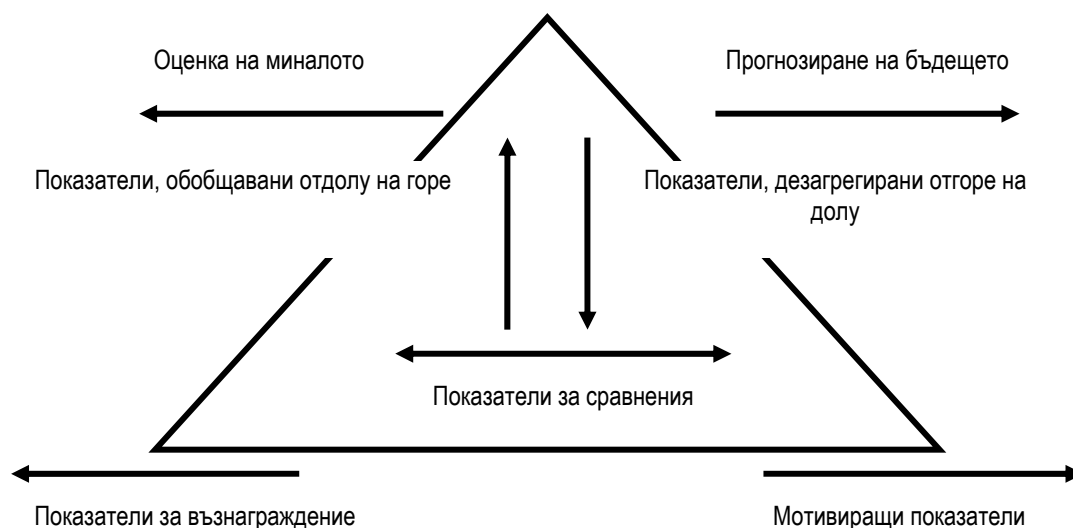 Оценка на миналото
Прогнозиране на бъдещето
Показатели, обобщавани отдолу на горе
Показатели, дезагрегирани отгоре на
долу
Показатели за сравнения
Показатели за възнаграждение
Мотивиращи показатели